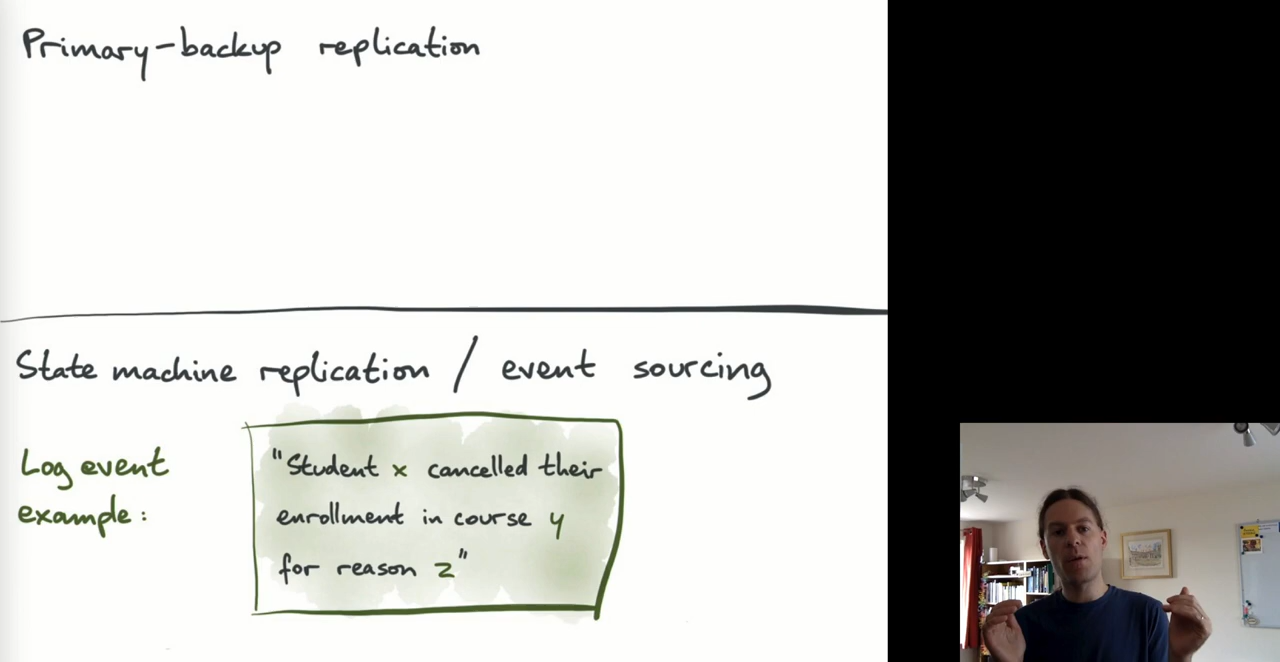 Primary-backup replication
State machine replication / event sourcing
Log event
example:
"Student x cancelled their
enrollment in course y
for reason z"